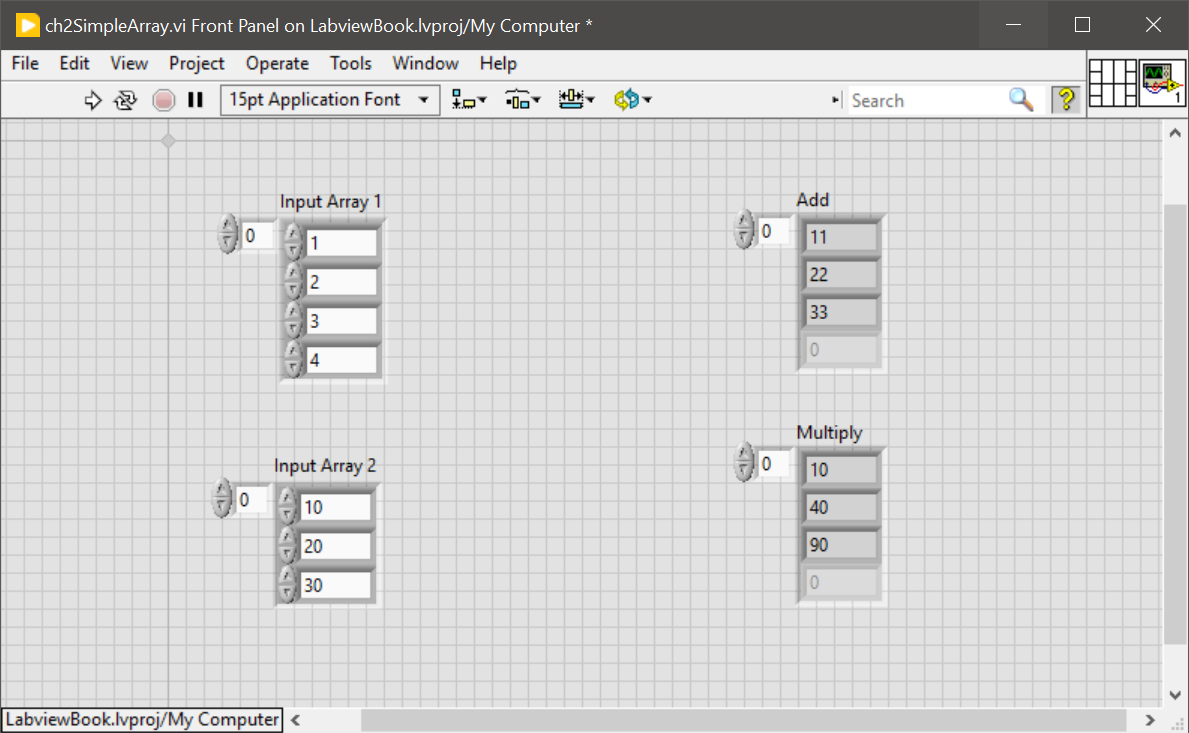 ch2SimpleArray.vi Front Panel on LabviewBook.lvproj/My Computer *
File Edit View Project Operate Tools Window Help
15pt Application Font
Search
?
1
Input Array 1
0
1
2
3
4
Add
0
11
22
33
0
Input Array 2
0
10
20
30
Multiply
0
10
40
90
0
LabviewBook.lvproj/My Computer